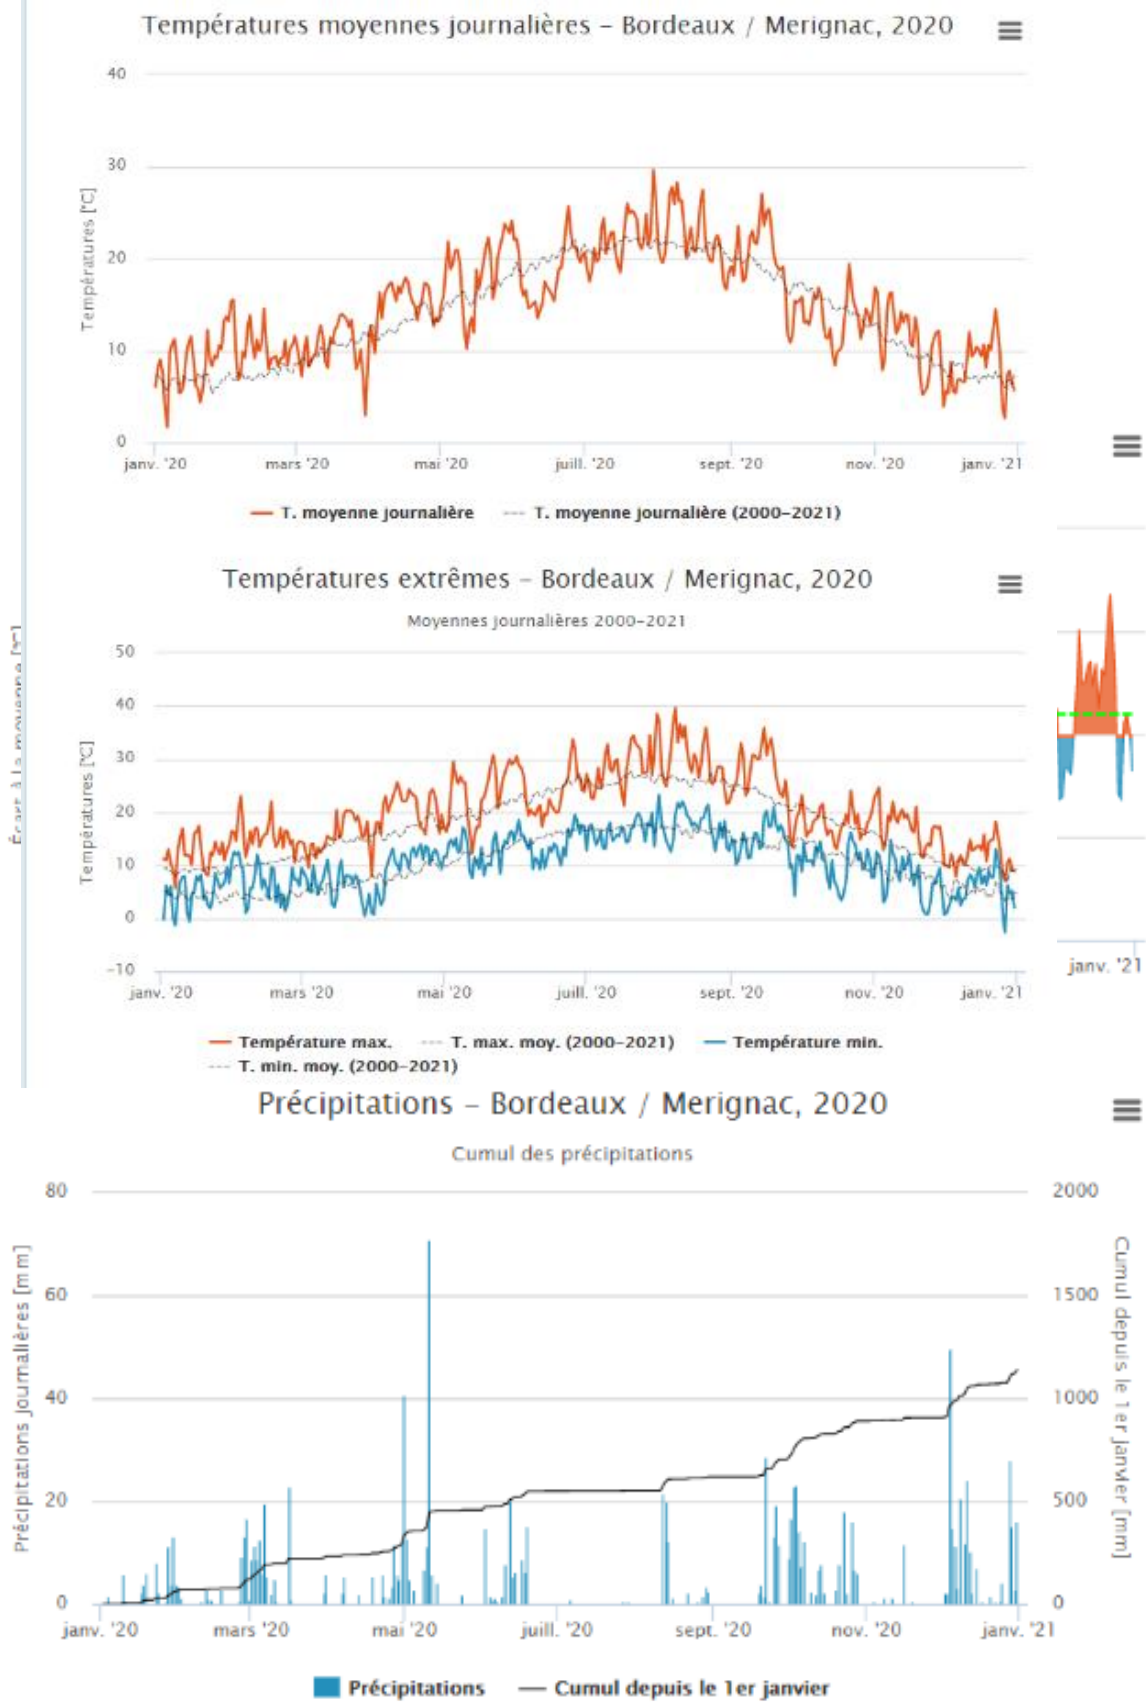 Températures moyennes journalières – Bordeaux / Merignac, 2020
40
30
20
10
0
Températures [°C]
janv. '20 mars '20 mai '20 juill. '20 sept. '20 nov. '20 janv. '21
T. moyenne journalière T. moyenne journalière (2000-2021)
Températures extrêmes – Bordeaux / Merignac, 2020
Moyennes journalières 2000-2021
50
40
30
20
10
0
-10
Températures [°C]
janv. '20 mars '20 mai '20 juill. '20 sept. '20 nov. '20 janv. '21
Température max. T. max. moy. (2000-2021) Température min.
T. min. moy. (2000-2021)
Écart à la moyenne [°C]
janv. '21
Précipitations – Bordeaux / Merignac, 2020
Cumul des précipitations
80 2000
60 1500
40 1000
20 500
0 0
Précipitations journalières [mm]
Cumul depuis le 1er janvier [mm]
janv. '20 mars '20 mai '20 juill. '20 sept. '20 nov. '20 janv. '21
Précipitations Cumul depuis le 1er janvier